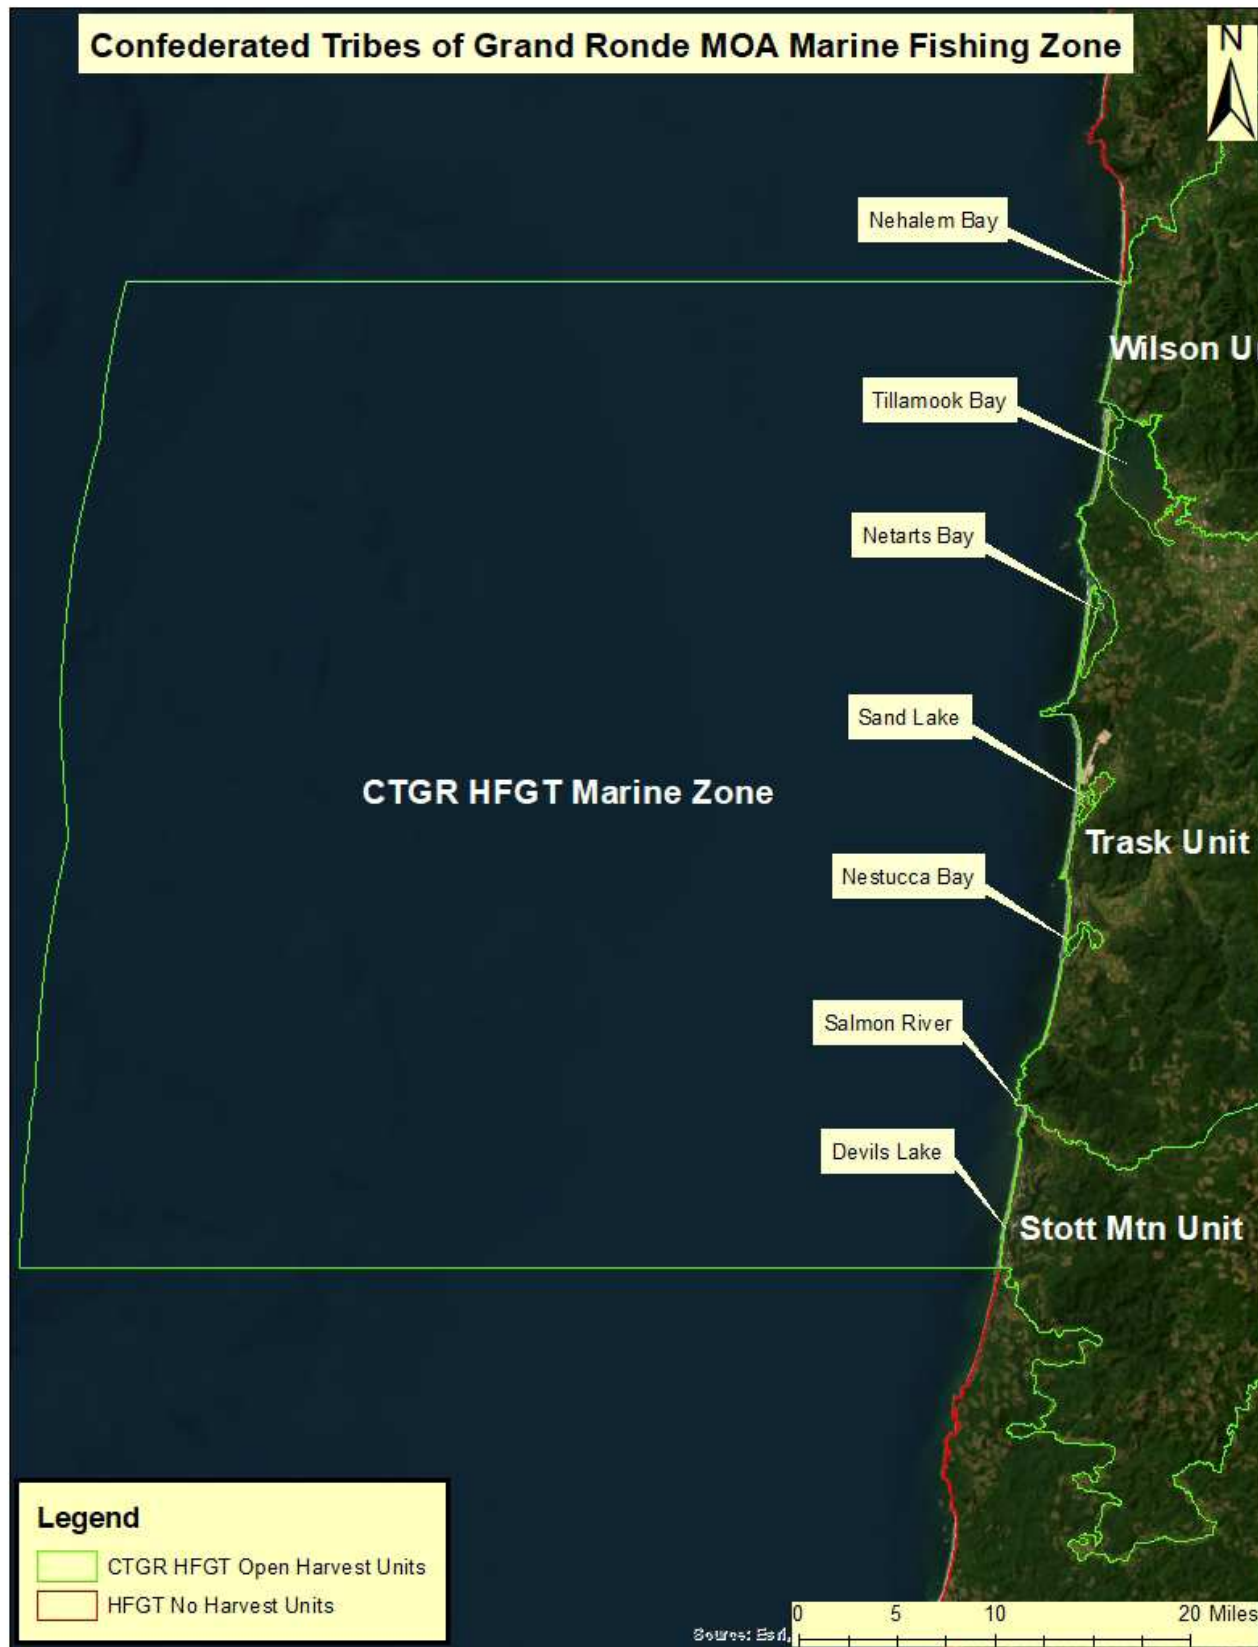 Confederated Tribes of Grand Ronde MOA Marine Fishing Zone
N
Nehalem Bay
Wilson U
Tillamook Bay
Netarts Bay
Sand Lake
CTGR HFGT Marine Zone
Trask Unit
Nestucca Bay
Salmon River
Devils Lake
Stott Mtn Unit
Legend
CTGR HFGT Open Harvest Units
HFGT No Harvest Units
Source: Esri,
0 5 10 20 Miles